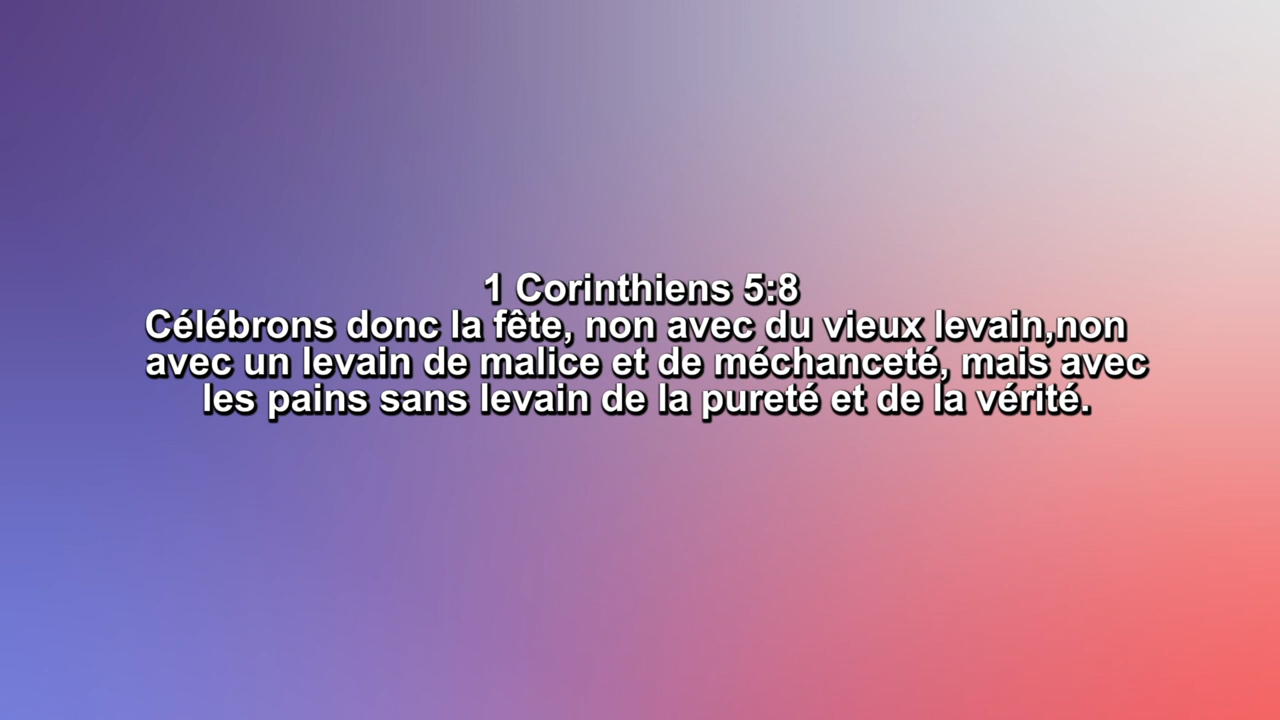 1 Corinthiens 5:8
Célébrons donc la fête, non avec du vieux levain,non
avec un levain de malice et de méchanceté, mais avec
les pains sans levain de la pureté et de la vérité.